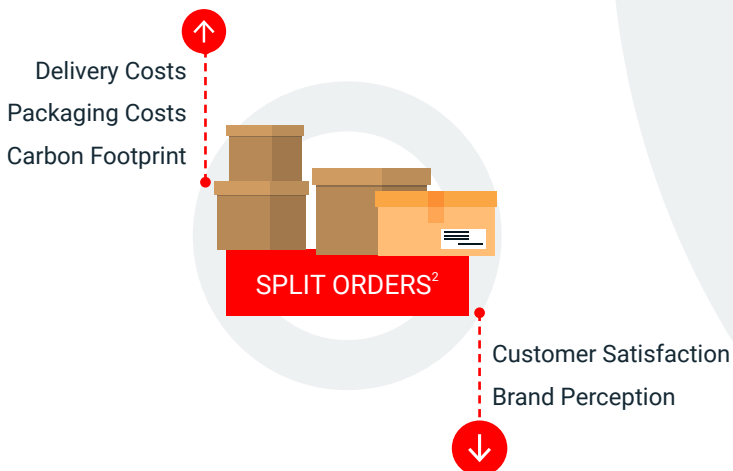 Delivery Costs
Packaging Costs
Carbon Footprint
SPLIT ORDERS²
Customer Satisfaction
Brand Perception